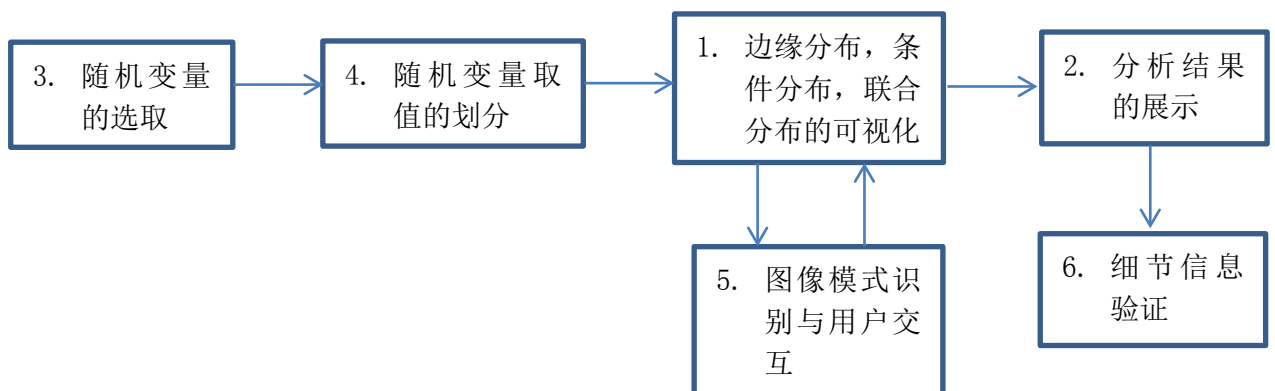 3. 随机变量
的选取
4. 随机变量取
值的划分
1. 边缘分布，条
件分布，联合
分布的可视化
2. 分析结果
的展示
5. 图像模式识
别与用户交
互
6. 细节信息
验证